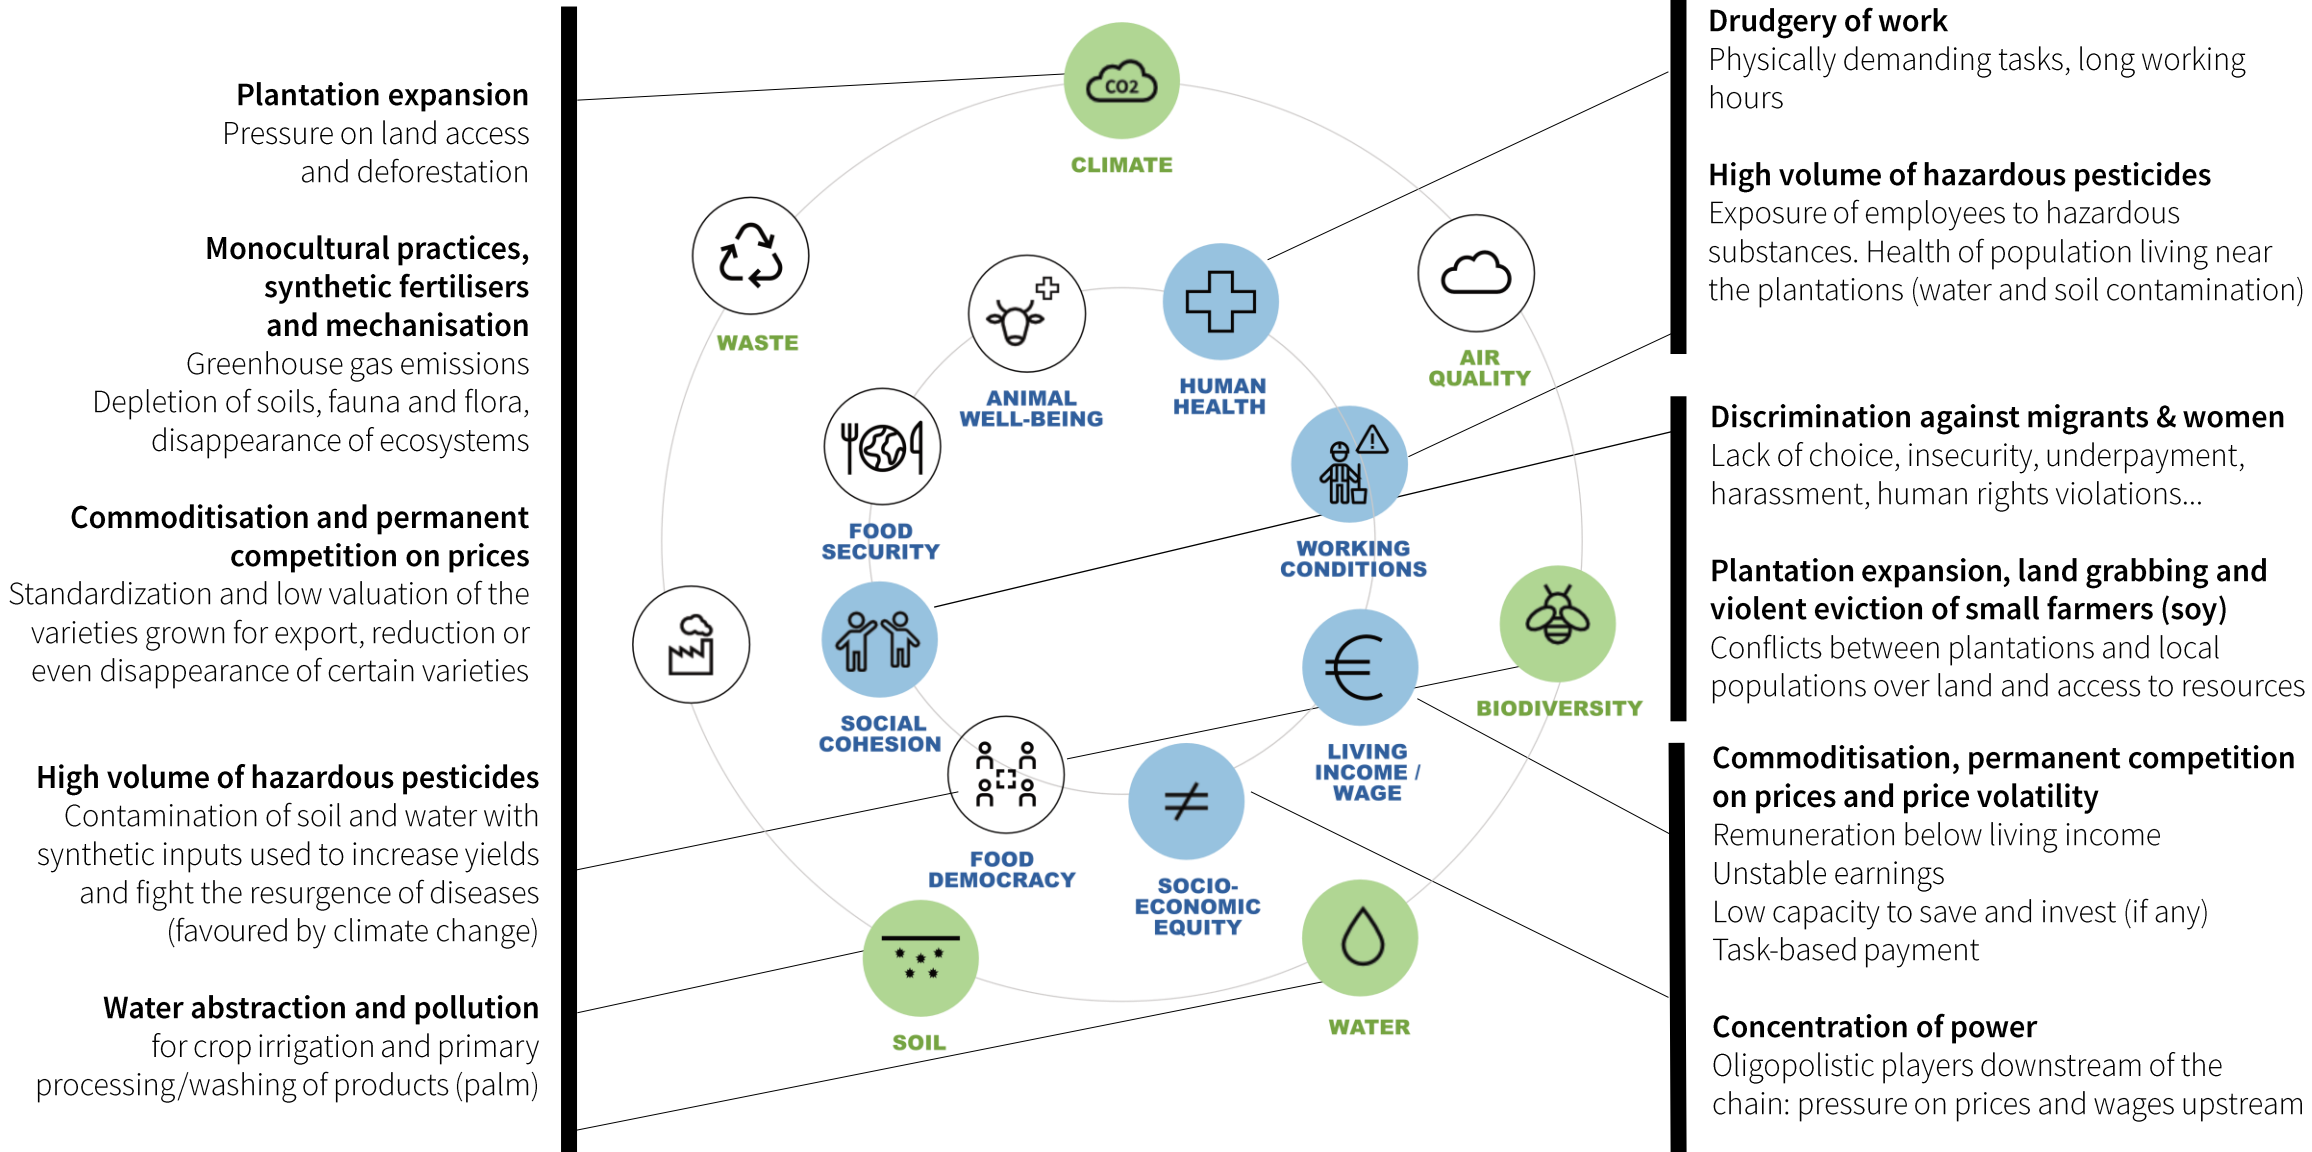 Plantation expansion
Pressure on land access
and deforestation
Monocultural practices,
synthetic fertilisers
and mechanisation
Greenhouse gas emissions
Depletion of soils, fauna and flora,
disappearance of ecosystems
Commoditisation and permanent
competition on prices
Standardization and low valuation of the
varieties grown for export, reduction or
even disappearance of certain varieties
High volume of hazardous pesticides
Contamination of soil and water with
synthetic inputs used to increase yields
and fight the resurgence of diseases
(favoured by climate change)
Water abstraction and pollution
for crop irrigation and primary
processing/washing of products (palm)
CO2
CLIMATE
WASTE
AIR
QUALITY
ANIMAL
WELL-BEING
HUMAN
HEALTH
FOOD
SECURITY
WORKING
CONDITIONS
SOCIAL
COHESION
BIODIVERSITY
€
LIVING
INCOME /
WAGE
FOOD
DEMOCRACY
≠
SOCIO-
ECONOMIC
EQUITY
SOIL
WATER
Drudgery of work
Physically demanding tasks, long working
hours
High volume of hazardous pesticides
Exposure of employees to hazardous
substances. Health of population living near
the plantations (water and soil contamination)
Discrimination against migrants & women
Lack of choice, insecurity, underpayment,
harassment, human rights violations...
Plantation expansion, land grabbing and
violent eviction of small farmers (soy)
Conflicts between plantations and local
populations over land and access to resources
Commoditisation, permanent competition
on prices and price volatility
Remuneration below living income
Unstable earnings
Low capacity to save and invest (if any)
Task-based payment
Concentration of power
Oligopolistic players downstream of the
chain: pressure on prices and wages upstream